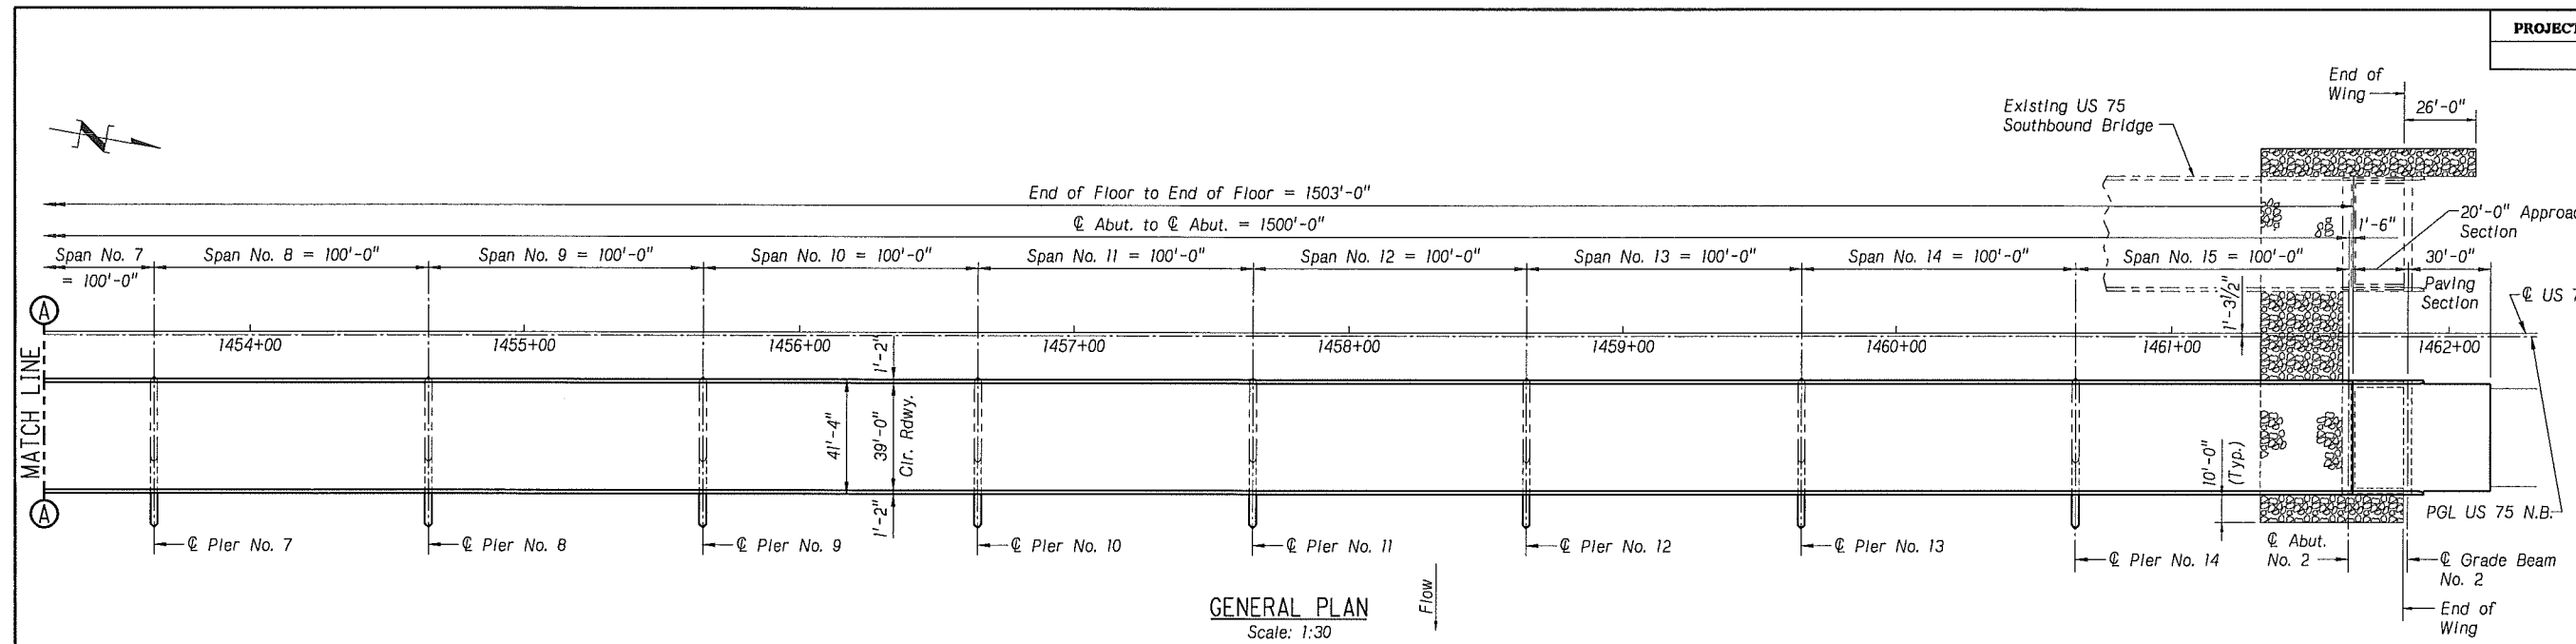 PROJECT
End of
Wing
26'-0"
Existing US 75
Southbound Bridge
N
End of Floor to End of Floor = 1503'-0"
℄ Abut. to ℄ Abut. = 1500'-0"
1'-6"
20'-0"
Section
Span No. 7
= 100'-0"
Span No. 8 = 100'-0"
Span No. 9 = 100'-0"
Span No. 10 = 100'-0"
Span No. 11 = 100'-0"
Span No. 12 = 100'-0"
Span No. 13 = 100'-0"
Span No. 14 = 100'-0"
Span No. 15 = 100'-0"
30'-0"
Paving
Section
℄ US 7
1'-3½"
A
MATCH LINE
A
1454+00
1455+00
1456+00
1457+00
1458+00
1459+00
1460+00
1461+00
1462+00
1'-2"
41'-4"
39'-0"
Clr. Rdwy.
1'-2"
10'-0"
(Typ.)
PGL US 75 N.B.
℄ Pier No. 7
℄ Pier No. 8
℄ Pier No. 9
℄ Pier No. 10
℄ Pier No. 11
℄ Pier No. 12
℄ Pier No. 13
℄ Pier No. 14
℄ Abut.
No. 2
℄ Grade Beam
No. 2
End of
Wing
Flow
GENERAL PLAN
Scale: 1:30